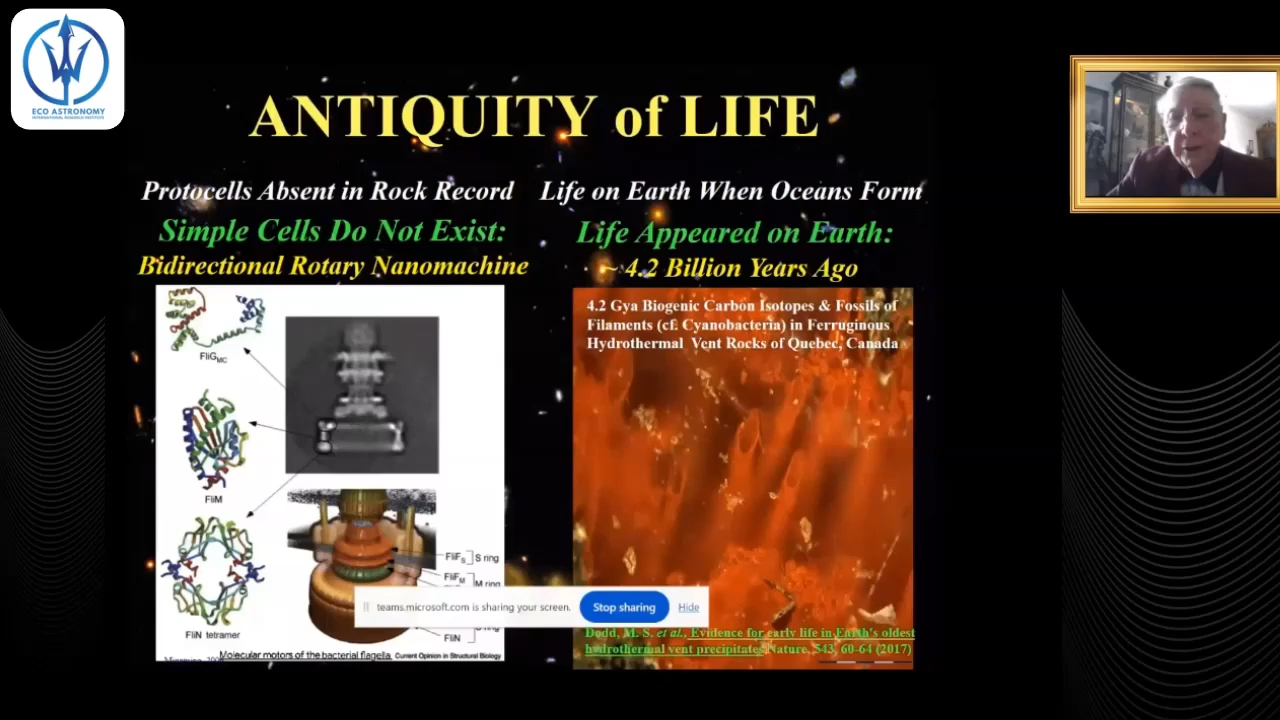 ECO ASTRONOMY
ANTIQUITY of LIFE
Protocells Absent in Rock Record
Simple Cells Do Not Exist:
Bidirectional Rotary Nanomachine
FliGMC
FliM
FliN tetramer
FliFS
S ring
FliFM
M ring
FliN
Molecular motors of the bacterial flagella. Current Opinion in Structural Biology
Life on Earth When Oceans Form
Life Appeared on Earth:
~ 4.2 Billion Years Ago
4.2 Gya Biogenic Carbon Isotopes & Fossils of
Filaments (cf. Cyanobacteria) in Ferruginous
Hydrothermal Vent Rocks of Quebec, Canada
Dodd, M. S. et al., Evidence for early life in Earth's oldest
hydrothermal vent precipitates Nature, 543, 60-64 (2017)
teams.microsoft.com is sharing your screen. Stop sharing Hide